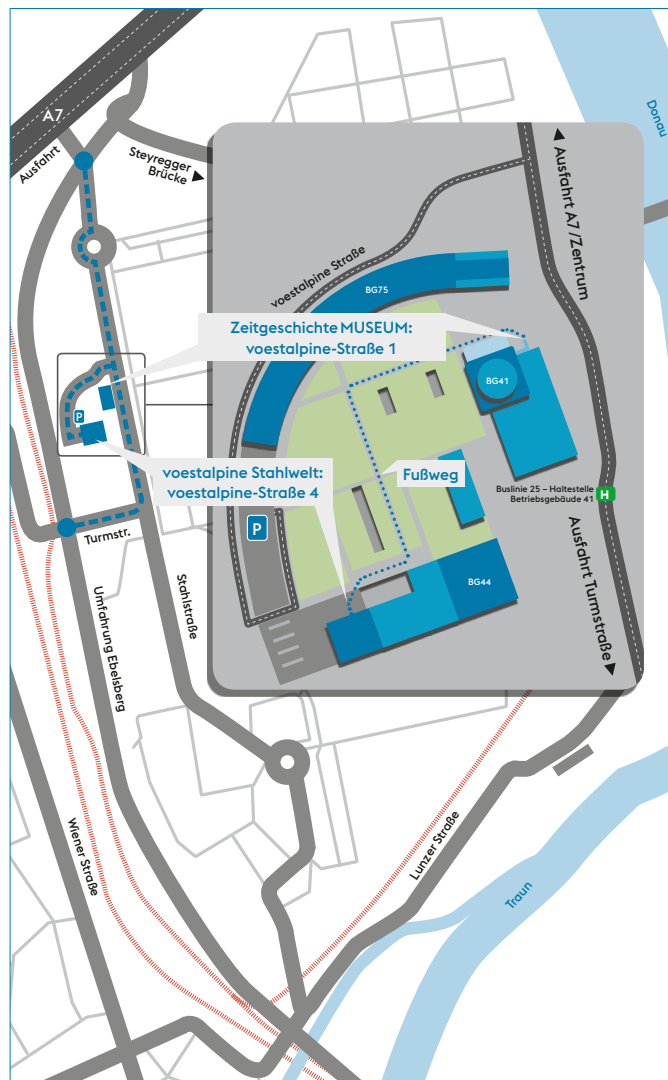 A7
Ausfahrt
Steyregger
Brücke
Donau
Ausfahrt A7 /Zentrum
voestalpine Straße
BG75
Zeitgeschichte MUSEUM:
voestalpine-Straße 1
BG41
P
voestalpine Stahlwelt:
voestalpine-Straße 4
Fußweg
Buslinie 25 – Haltestelle
Betriebsgebäude 41
H
P
Turmstr.
Ausfahrt Turmstraße
BG44
Umfahrung Ebelsberg
Stahlstraße
Wiener Straße
Lunzer Straße
Traun